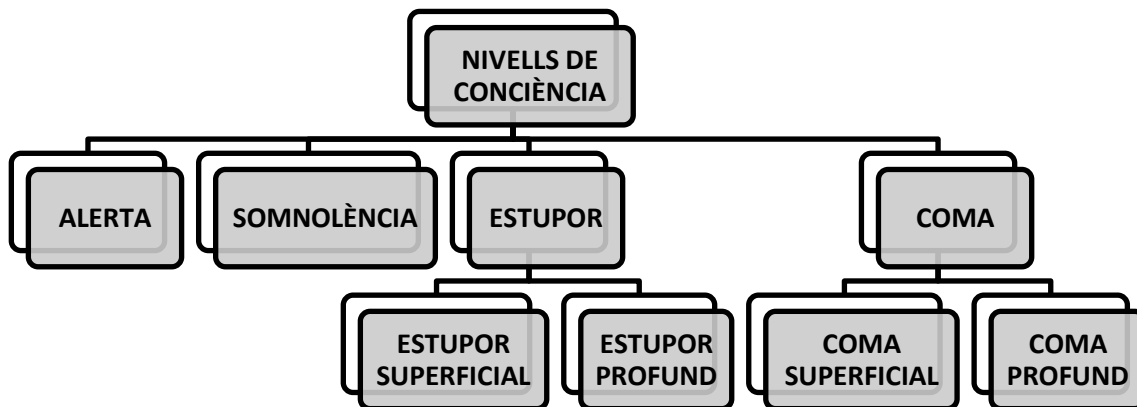 NIVELLS DE
CONCIÈNCIA
ALERTA
SOMNOLÈNCIA
ESTUPOR
COMA
ESTUPOR
SUPERFICIAL
ESTUPOR
PROFUND
COMA
SUPERFICIAL
COMA
PROFUND